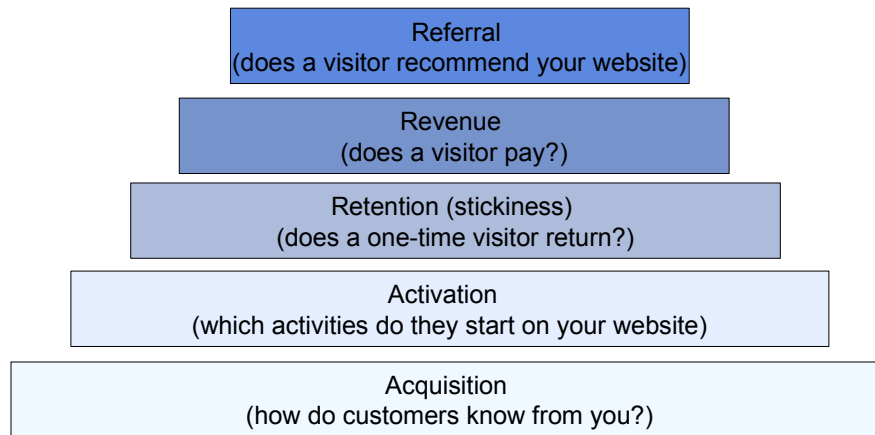 Referral
(does a visitor recommend your website)
Revenue
(does a visitor pay?)
Retention (stickiness)
(does a one-time visitor return?)
Activation
(which activities do they start on your website)
Acquisition
(how do customers know from you?)